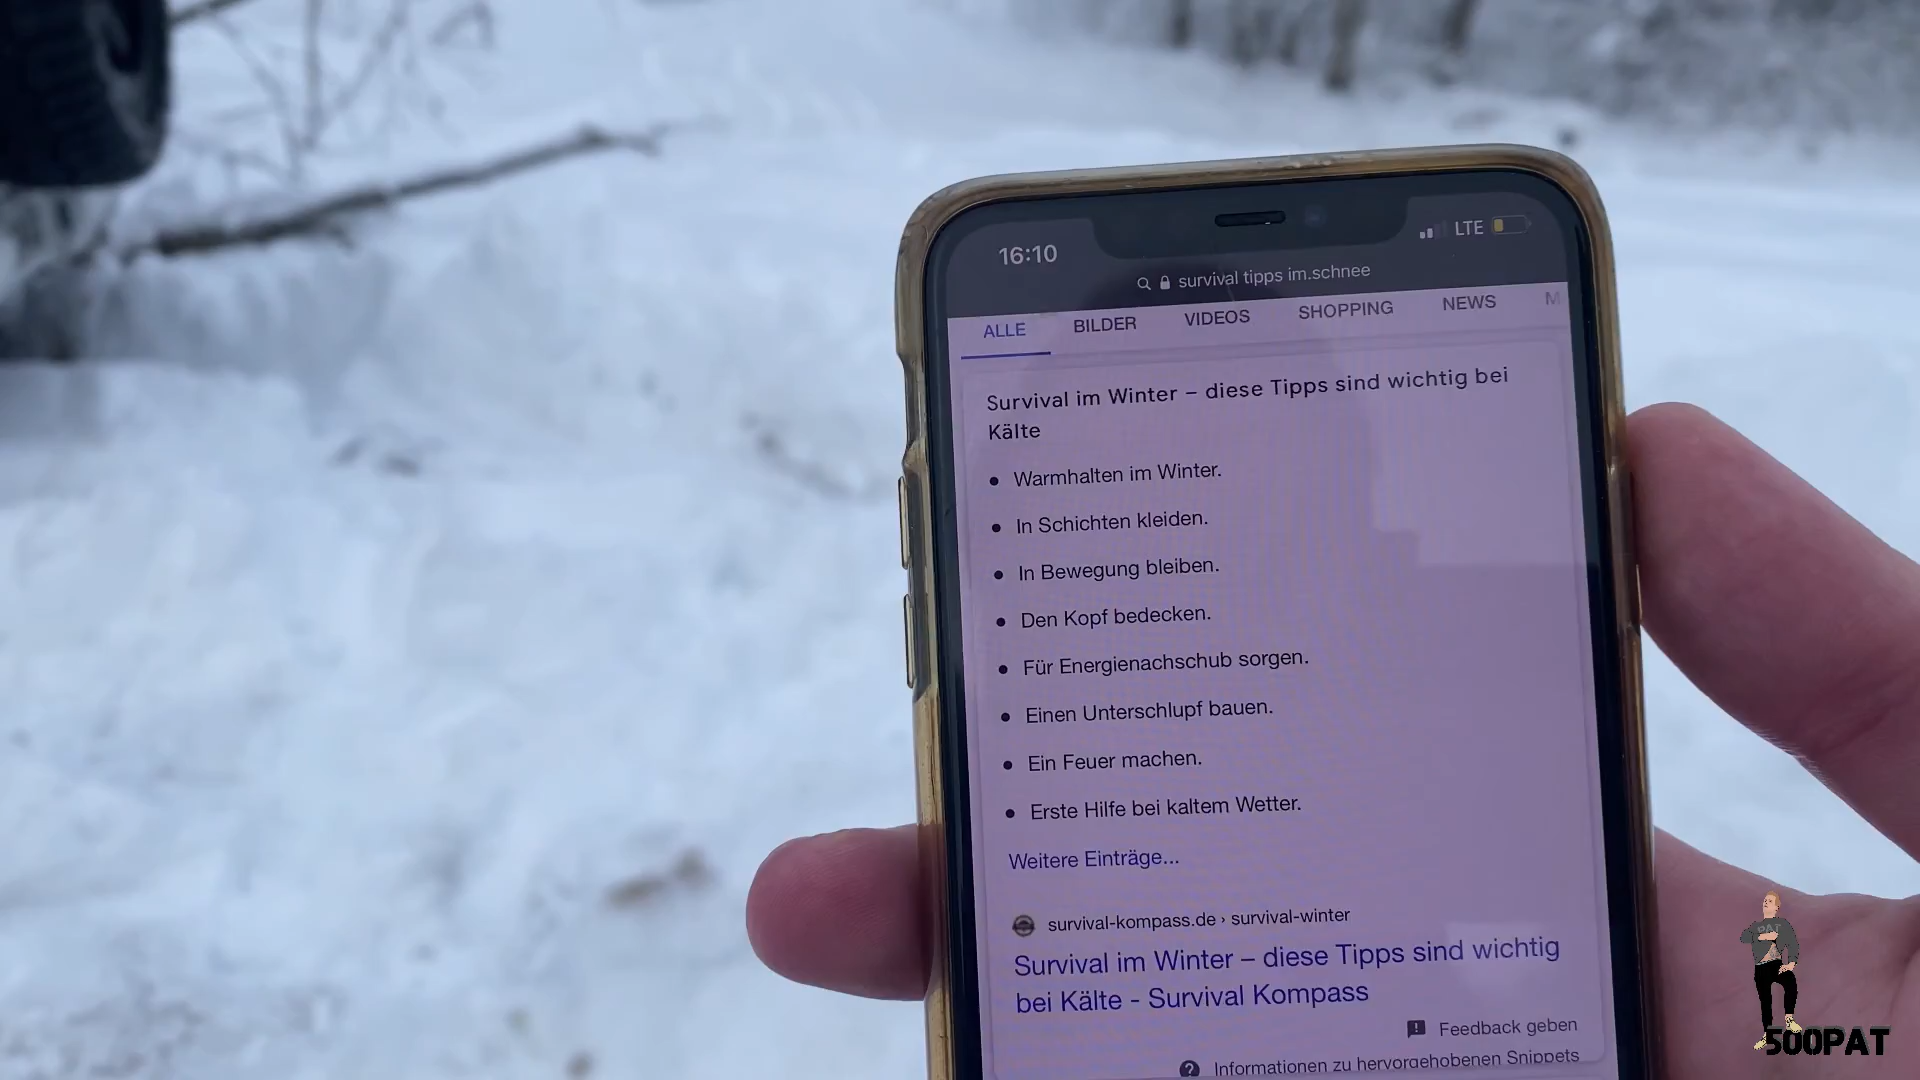 16:10
LTE
survival tipps im.schnee
ALLE BILDER VIDEOS SHOPPING NEWS M
Survival im Winter – diese Tipps sind wichtig bei
Kälte
• Warmhalten im Winter.
• In Schichten kleiden.
• In Bewegung bleiben.
• Den Kopf bedecken.
• Für Energienachschub sorgen.
• Einen Unterschlupf bauen.
• Ein Feuer machen.
• Erste Hilfe bei kaltem Wetter.
Weitere Einträge...
survival-kompass.de › survival-winter
Survival im Winter – diese Tipps sind wichtig
bei Kälte - Survival Kompass
Feedback geben
Informationen zu hervorgehobenen Snippets
PAT
500PAT